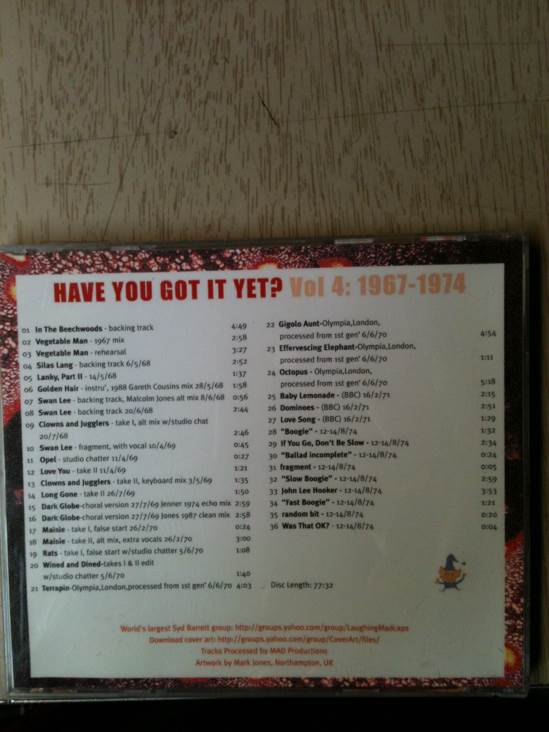 HAVE YOU GOT IT YET? Vol 4: 1967-1974
01 In The Beechwoods - backing track 4:49
02 Vegetable Man - 1967 mix 2:58
03 Vegetable Man - rehearsal 3:27
04 Silas Lang - backing track 6/5/68 2:52
05 Lanky, Part II - 14/5/68 1:37
06 Golden Hair - instru', 1988 Gareth Cousins mix 28/5/68 1:58
07 Swan Lee - backing track, Malcolm Jones alt mix 8/6/68 0:56
08 Swan Lee - backing track 20/6/68 2:44
09 Clowns and Jugglers - take I, alt mix w/studio chat
20/7/68 2:46
10 Swan Lee - fragment, with vocal 10/4/69 0:45
11 Opel - studio chatter 11/4/69 0:27
12 Love You - take II 11/4/69 1:21
13 Clowns and Jugglers - take II, keyboard mix 3/5/69 1:35
14 Long Gone - take 2 26/7/69 1:50
15 Dark Globe-choral version 27/7/69 Jenner 1974 echo mix 2:59
16 Dark Globe-choral version 27/7/69 Jones 1987 clean mix 2:58
17 Maisie - take I, false start 26/2/70 0:24
18 Maisie - take II, alt mix, extra vocals 26/2/70 3:00
19 Rats - take I, false start w/studio chatter 5/6/70 1:08
20 Wined and Dined-takes I & II edit
w/studio chatter 5/6/70 1:40
21 Terrapin-Olympia,London,processed from 1st gen' 6/6/70 4:03
22 Gigolo Aunt-Olympia,London,
processed from 1st gen' 6/6/70 4:54
23 Effervescing Elephant-Olympia,London,
processed from 1st gen' 6/6/70 1:11
24 Octopus - Olympia,London,
processed from 1st gen' 6/6/70 5:18
25 Baby Lemonade - (BBC) 16/2/71 2:15
26 Dominoes - (BBC) 16/2/71 2:51
27 Love Song - (BBC) 16/2/71 1:29
28 "Boogie" - 12-14/8/74 1:32
29 If You Go, Don't Be Slow - 12-14/8/74 2:34
30 "Ballad incomplete" - 12-14/8/74 0:24
31 fragment - 12-14/8/74 0:05
32 "Slow Boogie" - 12-14/8/74 2:59
33 John Lee Hooker - 12-14/8/74 3:53
34 "Fast Boogie" - 12-14/8/74 1:21
35 random bit - 12-14/8/74 0:20
36 Was That OK? - 12-14/8/74 0:04
Disc Length: 77:32
World's largest Syd Barrett group: http://groups.yahoo.com/group/LaughingMadcaps
Download cover art: http://groups.yahoo.com/group/CoverArt/files/
Tracks Processed by MAD Productions
Artwork by Mark Jones, Northampton, UK